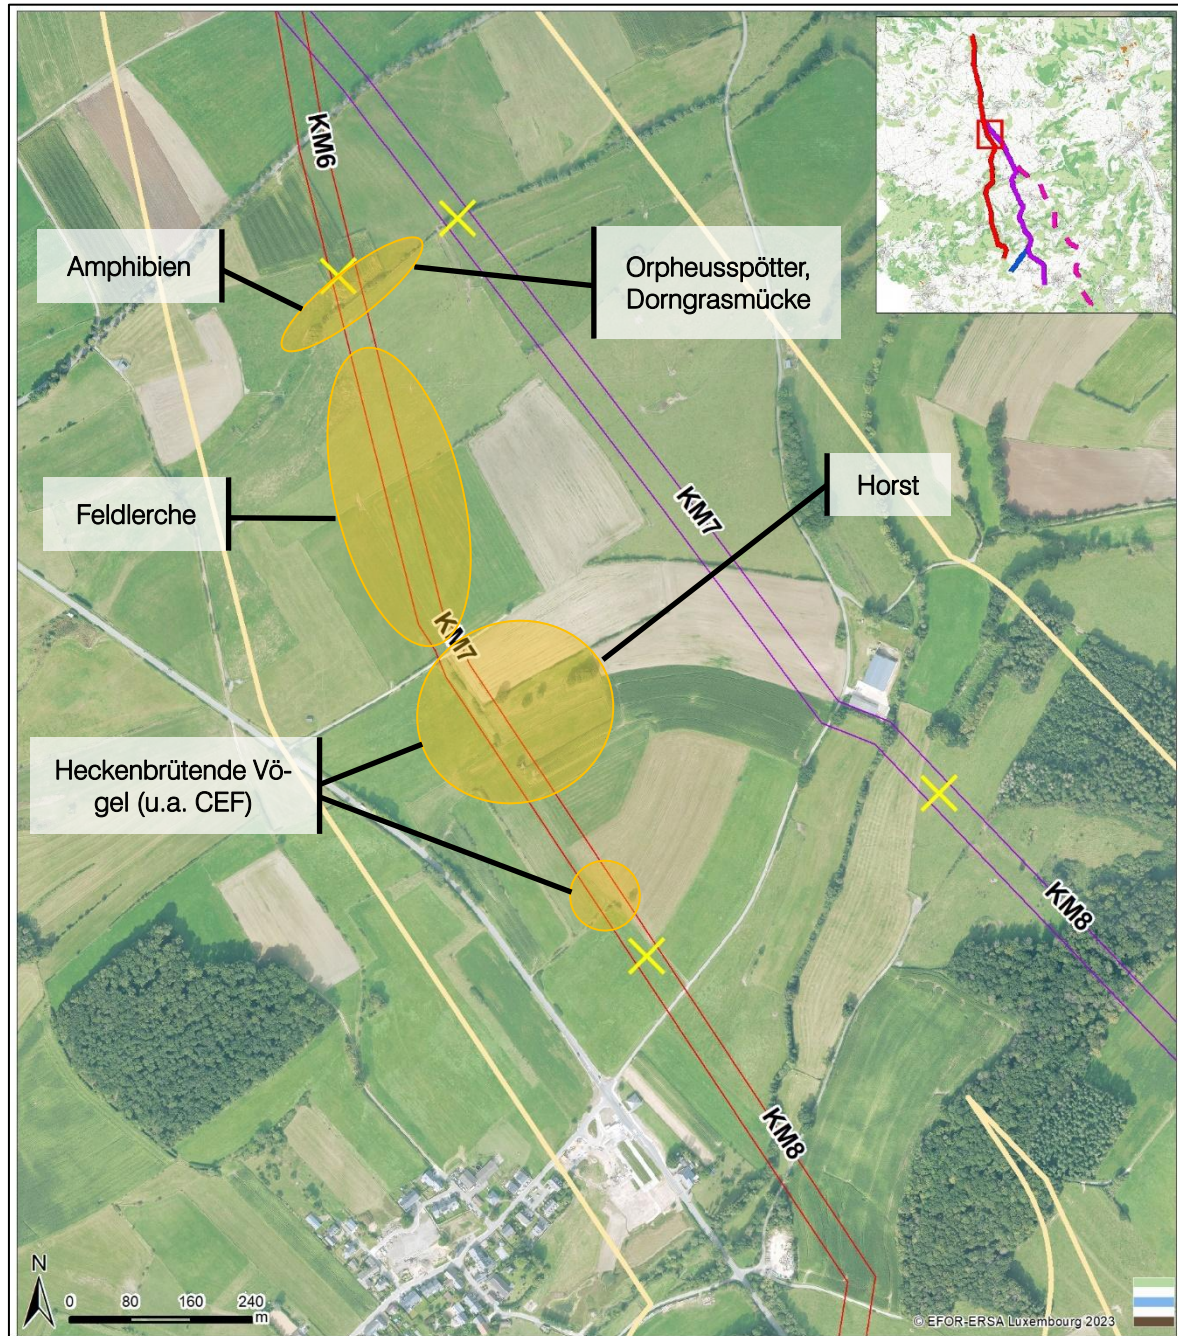 KM6
Amphibien
Orpheusspötter,
Dorngrasmücke
Feldlerche
KM7
Horst
KM7
Heckenbrütende Vö-
gel (u.a. CEF)
KM8
KM8
N
0 80 160 240
m
© EFOR-ERSA Luxembourg 2023